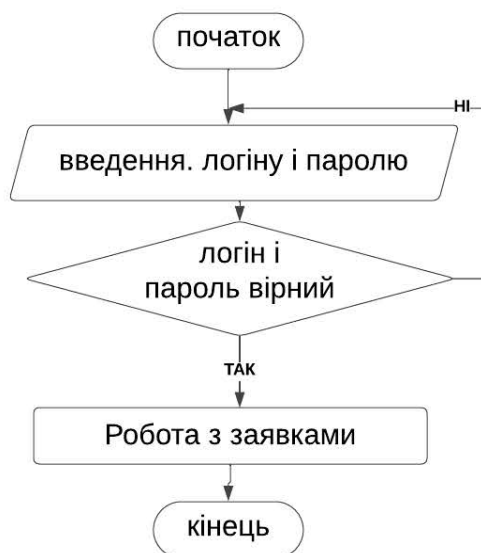 початок
НІ
введення. логіну і паролю
логін і
пароль вірний
ТАК
Робота з заявками
кінець